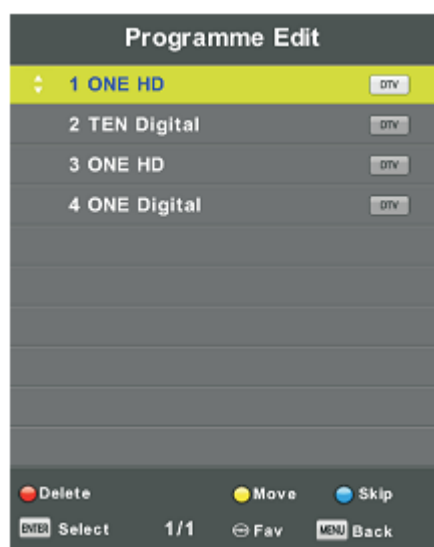 Programme Edit
1 ONE HD DTV
2 TEN Digital DTV
3 ONE HD DTV
4 ONE Digital DTV
Delete Move Skip
ENTER Select 1/1 Fav MENU Back